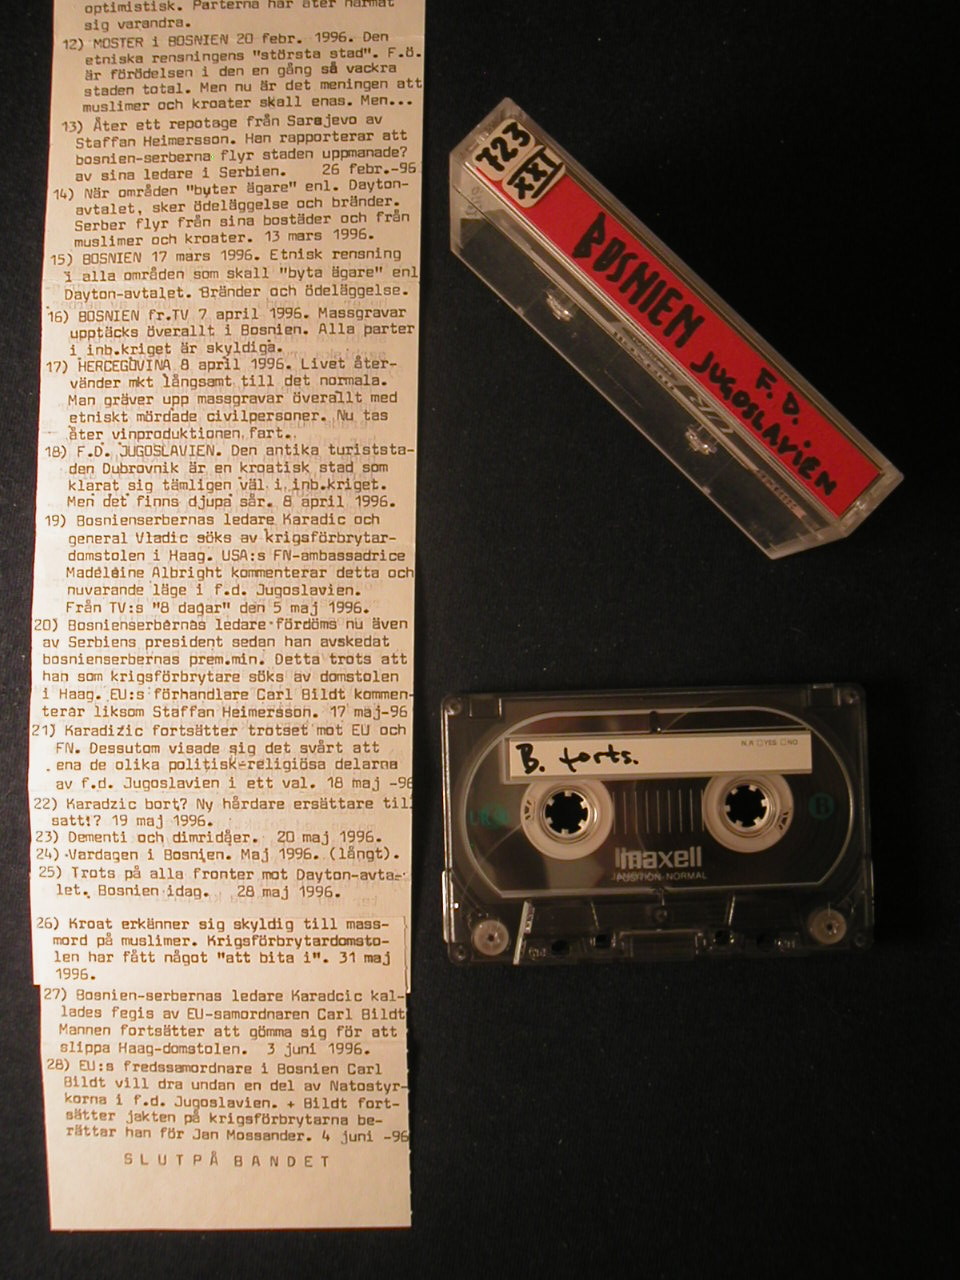 optimistisk. Parterna har åter närmat
sig varandra.
12) MOSTER i BOSNIEN 20 febr. 1996. Den
etniska rensningens "största stad". F.ö.
är förödelsen i den en gång så vackra
staden total. Men nu är det meningen att
muslimer och kroater skall enas. Men...
13) Åter ett repotage från Sarajevo av
Staffan Heimersson. Han rapporterar att
bosnien-serberna flyr staden uppmanade?
av sina ledare i Serbien. 26 febr.-96
14) När områden "byter ägare" enl. Dayton-
avtalet, sker ödeläggelse och bränder.
Serber flyr från sina bostäder och från
muslimer och kroater. 13 mars 1996.
15) BOSNIEN 17 mars 1996. Etnisk rensning
i alla områden som skall "byta ägare" enl
Dayton-avtalet. Bränder och ödeläggelse.
16) BOSNIEN fr.TV 7 april 1996. Massgravar
upptäcks överallt i Bosnien. Alla parter
i inb.kriget är skyldiga.
17) HERCEGOVINA 8 april 1996. Livet åter-
vänder mkt långsamt till det normala.
Man gräver upp massgravar överallt med
etniskt mördade civilpersoner. Nu tas
åter vinproduktionen fart.
18) F.D. JUGOSLAVIEN. Den antika turiststa-
den Dubrovnik är en kroatisk stad som
klarat sig tämligen väl i inb.kriget.
Men det finns djupa sår. 8 april 1996.
19) Bosnienserbernas ledare Karadic och
general Vladic söks av krigsförbrytar-
domstolen i Haag. USA:s FN-ambassadrice
Madeleine Albright kommenterar detta och
nuvarande läge i f.d. Jugoslavien.
Från TV:s "8 dagar" den 5 maj 1996.
20) Bosnienserbernas ledare fördöms nu även
av Serbiens president sedan han avskedat
bosnienserbernas prem.min. Detta trots att
han som krigsförbrytare söks av domstolen
i Haag. EU:s förhandlare Carl Bildt kommen-
terar liksom Staffan Heimersson. 17 maj-96
21) Karadizic fortsätter trotset mot EU och
FN. Dessutom visade sig det svårt att
ena de olika politisk-religiösa delarna
av f.d. Jugoslavien i ett val. 18 maj -96
22) Karadzic bort? Ny hårdare ersättare till
satt? 19 maj 1996.
23) Dementi och dimridåer. 20 maj 1996.
24) Vardagen i Bosnien. Maj 1996. (långt).
25) Trots på alla fronter mot Dayton-avta-
let. Bosnien idag. 28 maj 1996.
26) Kroat erkänner sig skyldig till mass-
mord på muslimer. Krigsförbrytardomsto-
len har fått något "att bita i". 31 maj
1996.
27) Bosnien-serbernas ledare Karadcic kal-
lades fegis av EU-samordnaren Carl Bildt
Mannen fortsätter att gömma sig för att
slippa Haag-domstolen. 3 juni 1996.
28) EU:s fredssamordnare i Bosnien Carl
Bildt vill dra undan en del av Natostyr-
korna i f.d. Jugoslavien. + Bildt fort-
sätter jakten på krigsförbrytarna be-
rättar han för Jan Mossander. 4 juni -96
SLUT PÅ BANDET
123
XXI
BOSNIEN
F.D.
JUGOSLAVIEN
B. forts.
N.R □YES □NO
B
maxell
POSITION·NORMAL